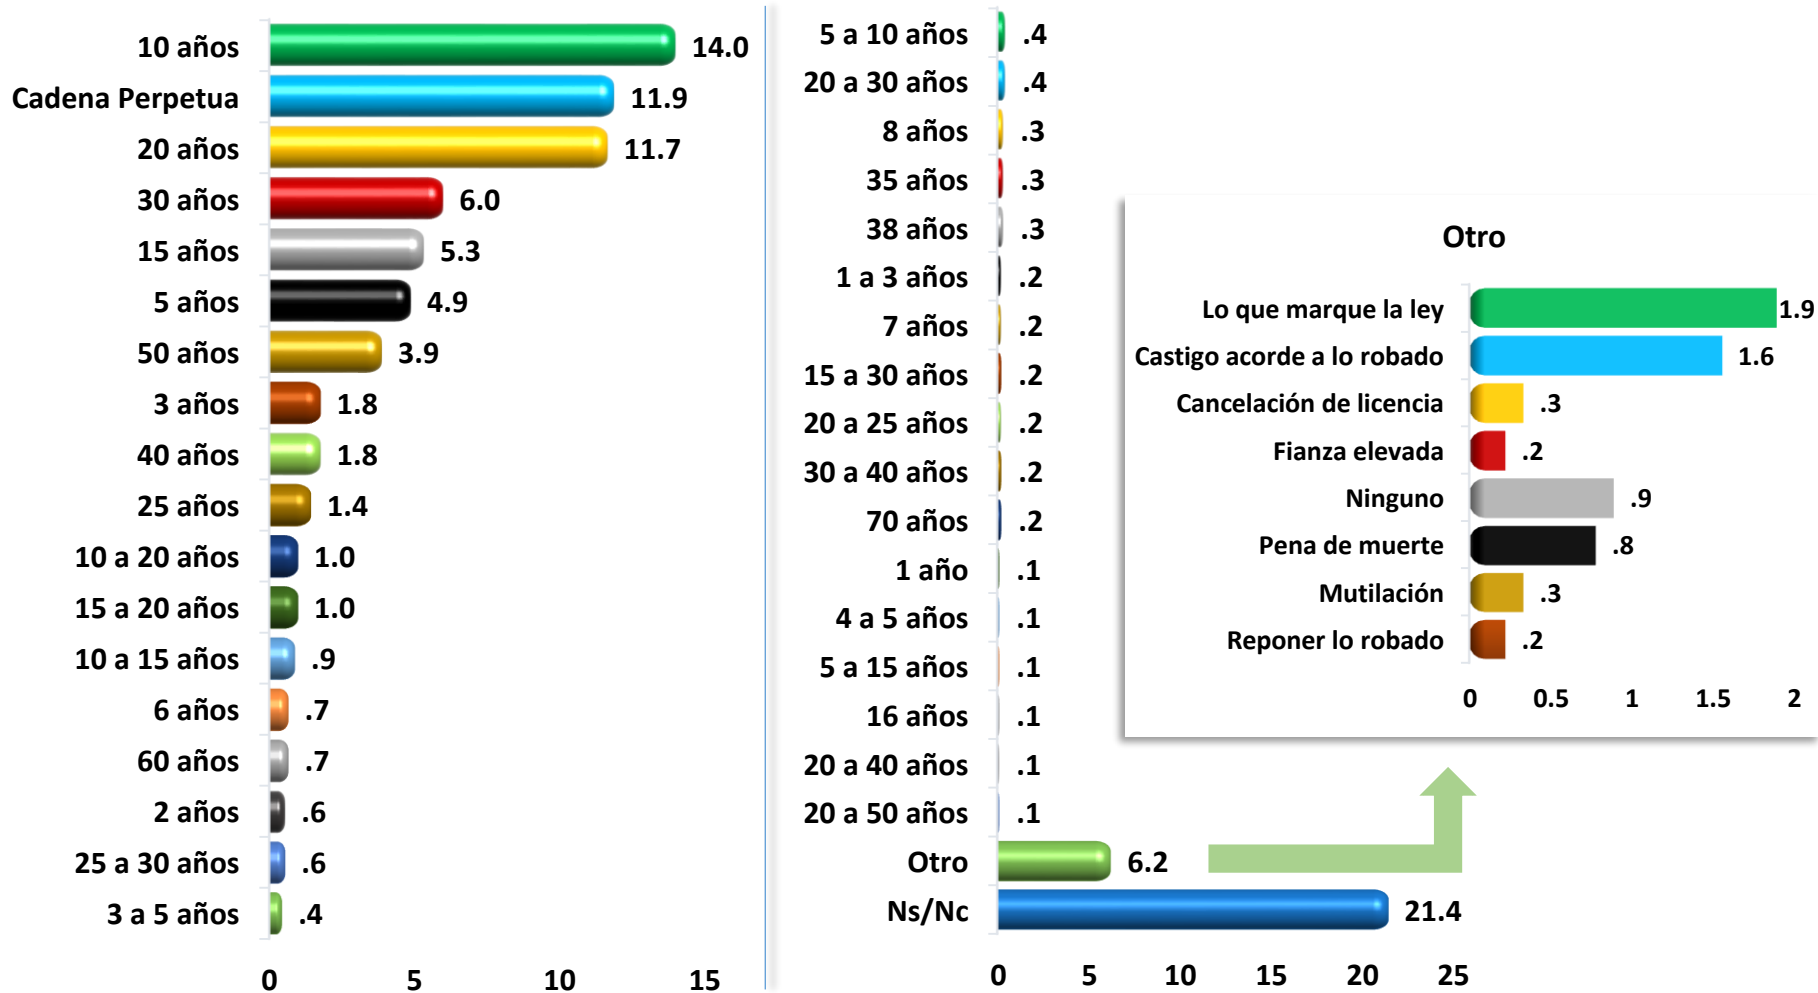 10 años 14.0
Cadena Perpetua 11.9
20 años 11.7
30 años 6.0
15 años 5.3
5 años 4.9
50 años 3.9
3 años 1.8
40 años 1.8
25 años 1.4
10 a 20 años 1.0
15 a 20 años 1.0
10 a 15 años .9
6 años .7
60 años .7
2 años .6
25 a 30 años .6
3 a 5 años .4
0 5 10 15
5 a 10 años .4
20 a 30 años .4
8 años .3
35 años .3
38 años .3
1 a 3 años .2
7 años .2
15 a 30 años .2
20 a 25 años .2
30 a 40 años .2
70 años .2
1 año .1
4 a 5 años .1
5 a 15 años .1
16 años .1
20 a 40 años .1
20 a 50 años .1
Otro 6.2
Ns/Nc 21.4
0 5 10 15 20 25
Otro
Lo que marque la ley 1.9
Castigo acorde a lo robado 1.6
Cancelación de licencia .3
Fianza elevada .2
Ninguno .9
Pena de muerte .8
Mutilación .3
Reponer lo robado .2
0 0.5 1 1.5 2